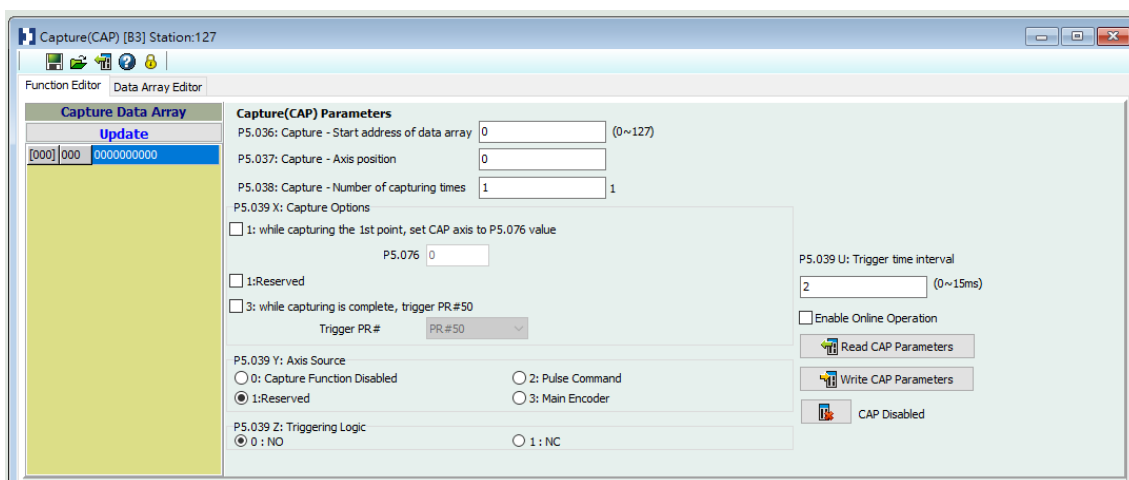 Capture(CAP) [B3] Station:127
Function Editor Data Array Editor
Capture Data Array
Update
[000] 000 0000000000
Capture(CAP) Parameters
P5.036: Capture - Start address of data array 0 (0~127)
P5.037: Capture - Axis position 0
P5.038: Capture - Number of capturing times 1 1
P5.039 X: Capture Options
1: while capturing the 1st point, set CAP axis to P5.076 value
P5.076 0
1:Reserved
3: while capturing is complete, trigger PR#50
Trigger PR# PR#50
P5.039 Y: Axis Source
0: Capture Function Disabled 2: Pulse Command
1:Reserved 3: Main Encoder
P5.039 Z: Triggering Logic
0 : NO 1 : NC
P5.039 U: Trigger time interval
2 (0~15ms)
Enable Online Operation
Read CAP Parameters
Write CAP Parameters
CAP Disabled